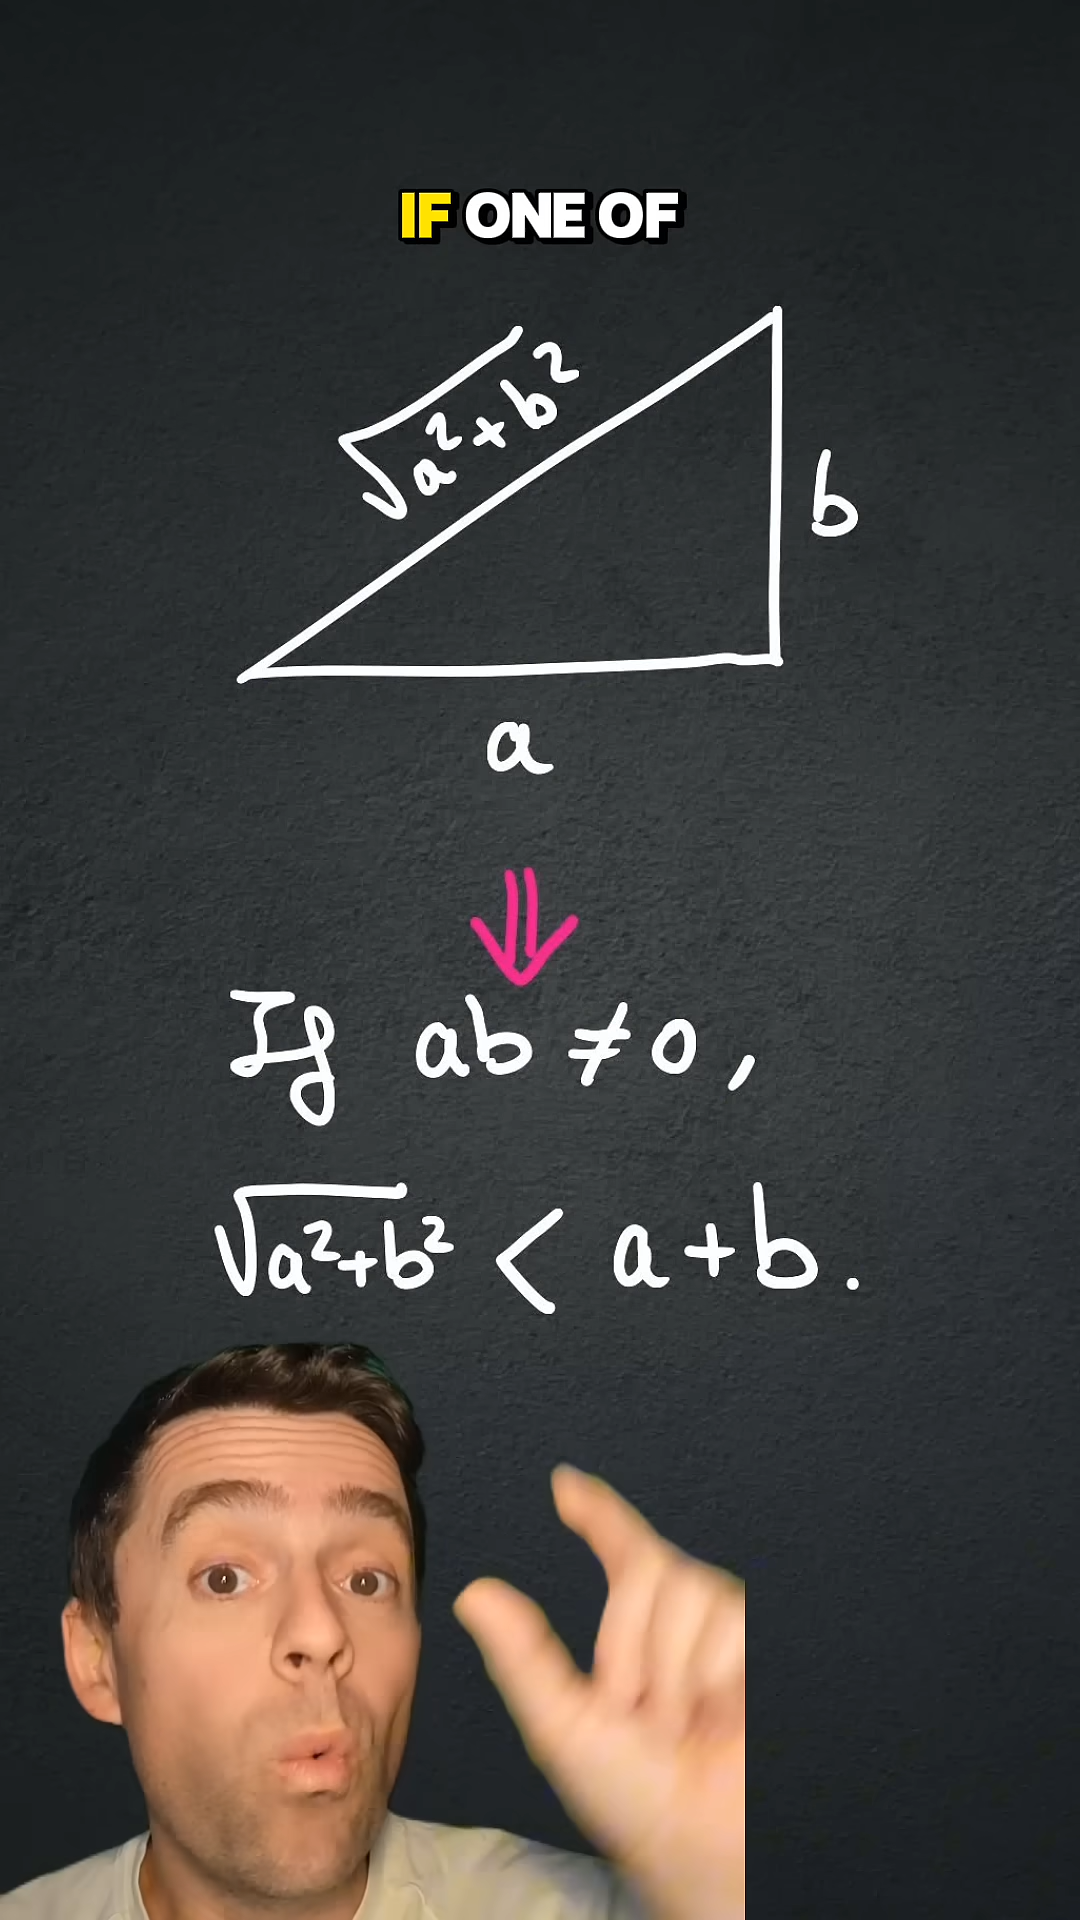 IF ONE OF
√a²+b²
b
a
⇓
If ab ≠ 0,
√a²+b² < a+b.